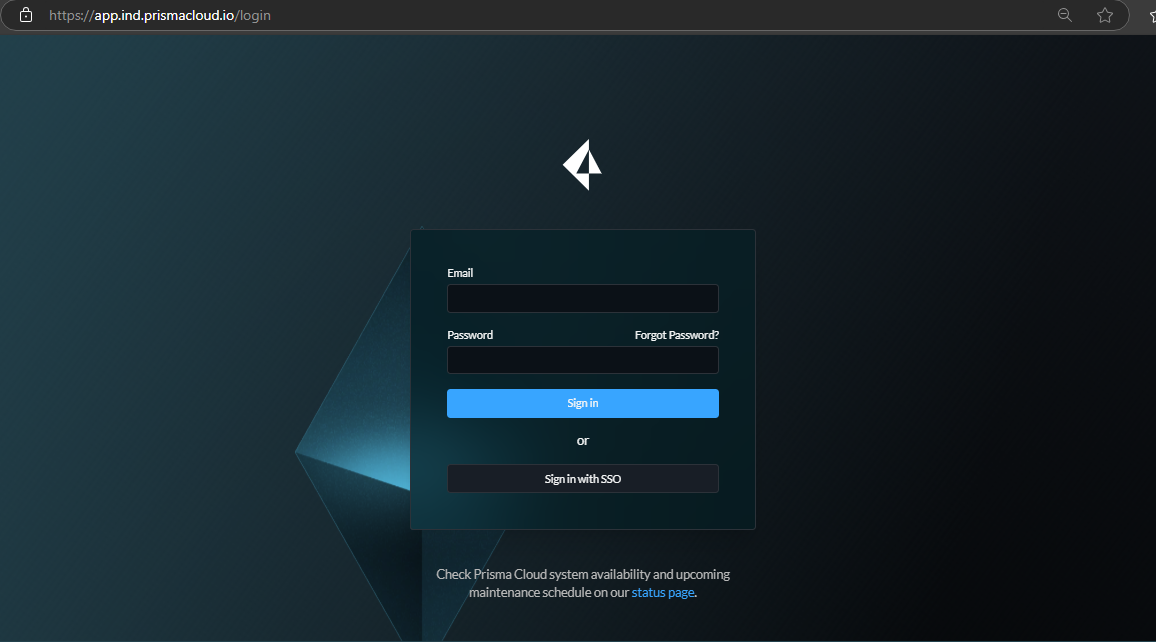 https://app.ind.prismacloud.io/login
Email
Password Forgot Password?
Sign in
or
Sign in with SSO
Check Prisma Cloud system availability and upcoming
maintenance schedule on our status page.